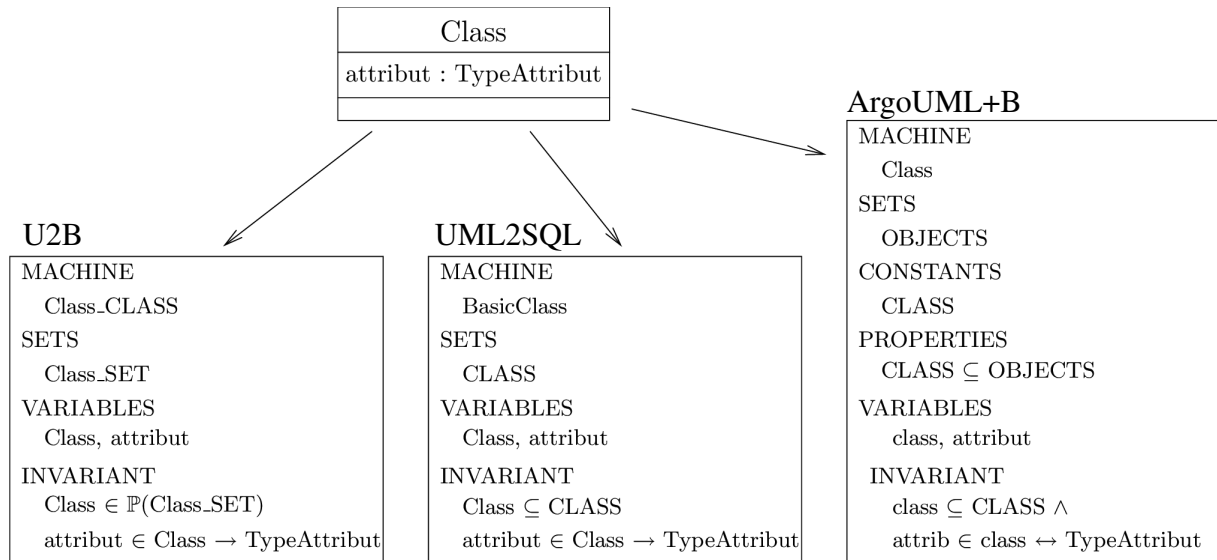 Class
attribut : TypeAttribut
U2B
MACHINE
Class_CLASS
SETS
Class_SET
VARIABLES
Class, attribut
INVARIANT
Class ∈ ℙ(Class_SET)
attribut ∈ Class → TypeAttribut
UML2SQL
MACHINE
BasicClass
SETS
CLASS
VARIABLES
Class, attribut
INVARIANT
Class ⊆ CLASS
attribut ∈ Class → TypeAttribut
ArgoUML+B
MACHINE
Class
SETS
OBJECTS
CONSTANTS
CLASS
PROPERTIES
CLASS ⊆ OBJECTS
VARIABLES
class, attribut
INVARIANT
class ⊆ CLASS ∧
attrib ∈ class ↔ TypeAttribut